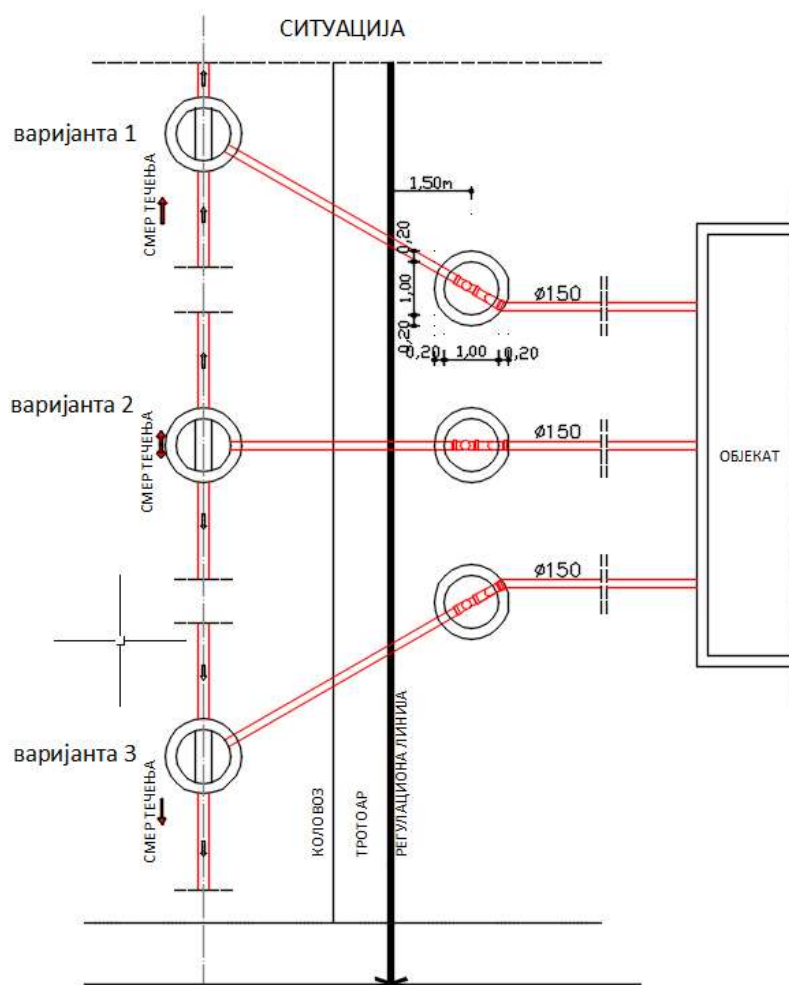 СИТУАЦИЈА
варијанта 1
СМЕР ТЕЧЕЊА
1,50m
0,20
1,00
0,20
0,20 1,00 0,20
ø150
варијанта 2
СМЕР ТЕЧЕЊА
ø150
ОБЈЕКАТ
ø150
варијанта 3
СМЕР ТЕЧЕЊА
КОЛОВОЗ
ТРОТОАР
РЕГУЛАЦИОНА ЛИНИЈА